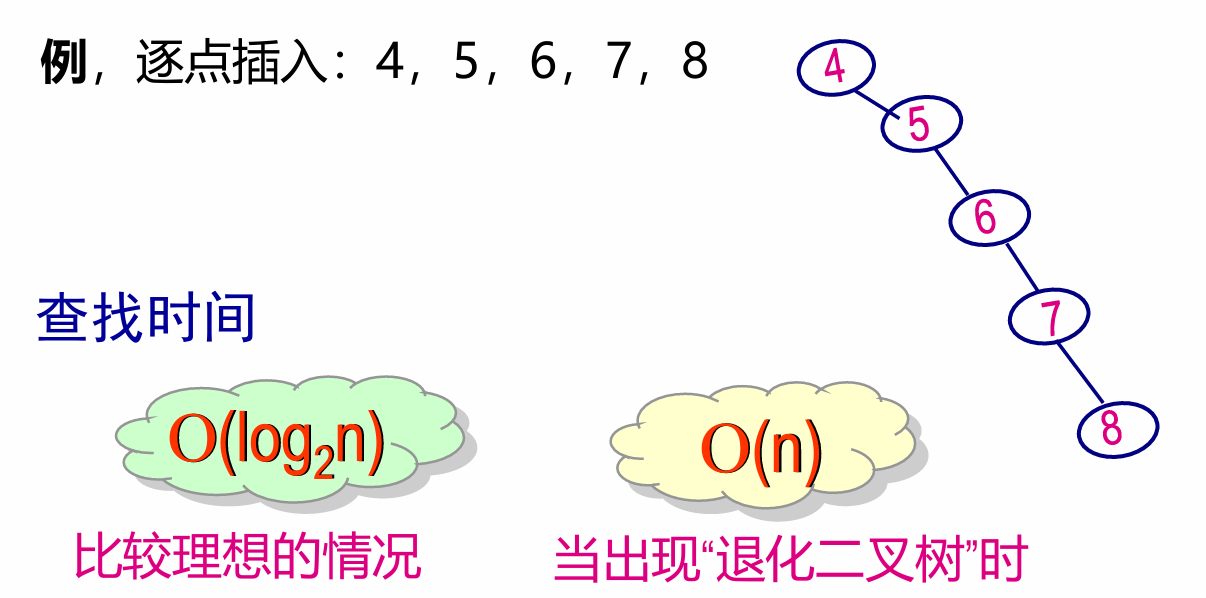 例，逐点插入：4，5，6，7，8
4
5
6
7
8
查找时间
O(log₂n)
O(n)
比较理想的情况
当出现“退化二叉树”时